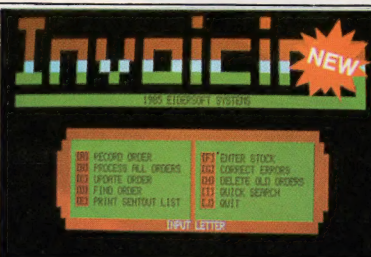 Invoicin
NEW
1985 EIDERSOFT SYSTEMS
[A] RECORD ORDER
[B] PROCESS ALL ORDERS
[C] UPDATE ORDER
[D] FIND ORDER
[E] PRINT SENTOUT LIST
[F] ENTER STOCK
[G] CORRECT ERRORS
[H] DELETE OLD ORDERS
[I] QUICK SEARCH
[J] QUIT
INPUT LETTER